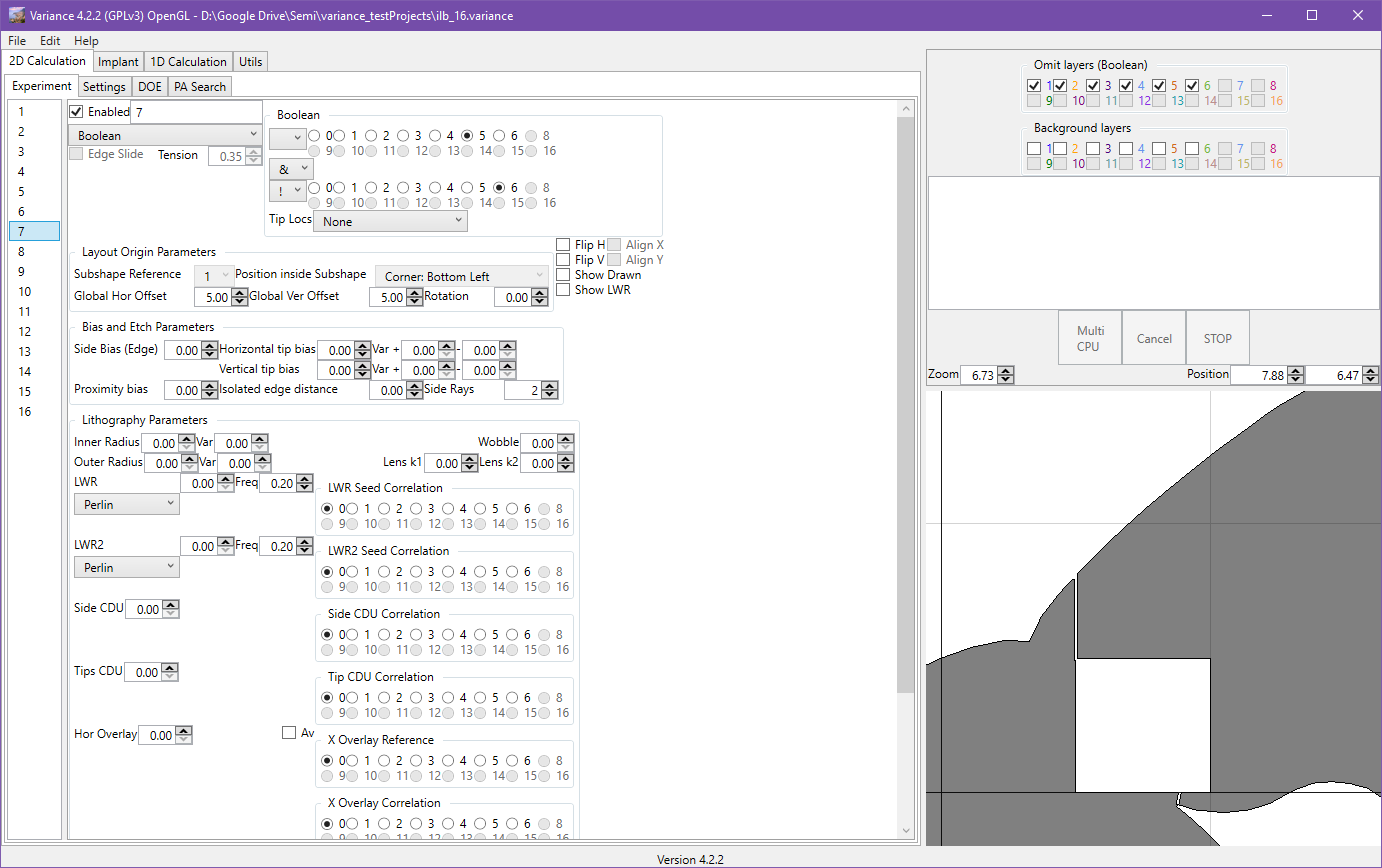 Variance 4.2.2 (GPLv3) OpenGL - D:\Google Drive\Semi\variance_testProjects\ilb_16.variance
File Edit Help
2D Calculation Implant 1D Calculation Utils
Experiment Settings DOE PA Search
1
2
3
4
5
6
7
8
9
10
11
12
13
14
15
16
Enabled 7
Boolean
Edge Slide Tension 0.35
Boolean
0 1 2 3 4 5 6 8
9 10 11 12 13 14 15 16
&
! 0 1 2 3 4 5 6 8
9 10 11 12 13 14 15 16
Tip Locs None
Layout Origin Parameters
Subshape Reference 1 Position inside Subshape Corner: Bottom Left
Global Hor Offset 5.00 Global Ver Offset 5.00 Rotation 0.00
Flip H Align X
Flip V Align Y
Show Drawn
Show LWR
Bias and Etch Parameters
Side Bias (Edge) 0.00 Horizontal tip bias 0.00 Var + 0.00 - 0.00
Vertical tip bias 0.00 Var + 0.00 - 0.00
Proximity bias 0.00 Isolated edge distance 0.00 Side Rays 2
Lithography Parameters
Inner Radius 0.00 Var 0.00 Wobble 0.00
Outer Radius 0.00 Var 0.00 Lens k1 0.00 Lens k2 0.00
LWR 0.00 Freq 0.20
Perlin
LWR Seed Correlation
0 1 2 3 4 5 6 8
9 10 11 12 13 14 15 16
LWR2 0.00 Freq 0.20
Perlin
LWR2 Seed Correlation
0 1 2 3 4 5 6 8
9 10 11 12 13 14 15 16
Side CDU 0.00
Side CDU Correlation
0 1 2 3 4 5 6 8
9 10 11 12 13 14 15 16
Tips CDU 0.00
Tip CDU Correlation
0 1 2 3 4 5 6 8
9 10 11 12 13 14 15 16
Hor Overlay 0.00 Av
X Overlay Reference
0 1 2 3 4 5 6 8
9 10 11 12 13 14 15 16
X Overlay Correlation
0 1 2 3 4 5 6 8
9 10 11 12 13 14 15 16
Omit layers (Boolean)
1 2 3 4 5 6 7 8
9 10 11 12 13 14 15 16
Background layers
1 2 3 4 5 6 7 8
9 10 11 12 13 14 15 16
Multi
CPU
Cancel
STOP
Zoom 6.73 Position 7.88 6.47
Version 4.2.2